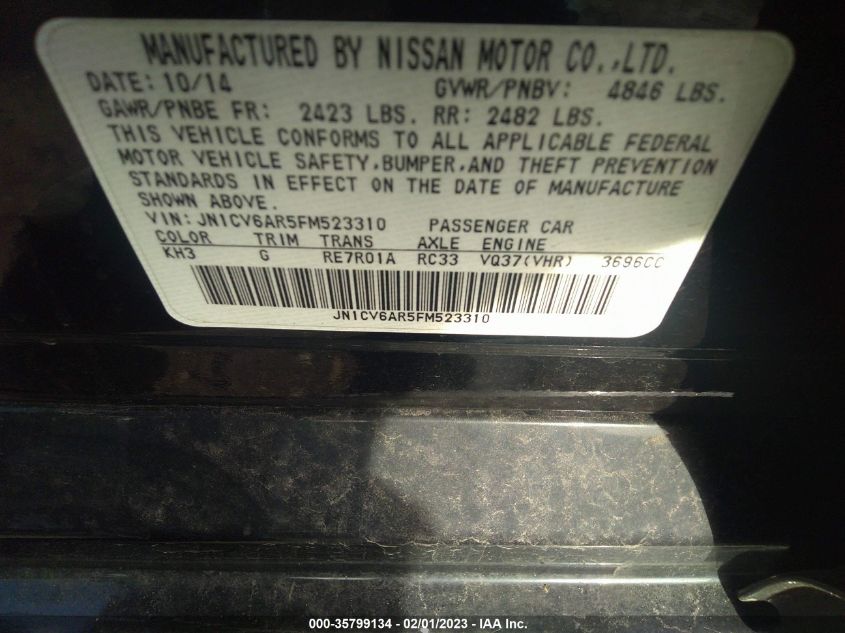 MANUFACTURED BY NISSAN MOTOR CO.,LTD.
DATE: 10/14 GVWR/PNBV: 4846 LBS.
GAWR/PNBE FR: 2423 LBS. RR: 2482 LBS.
THIS VEHICLE CONFORMS TO ALL APPLICABLE FEDERAL
MOTOR VEHICLE SAFETY,BUMPER,AND THEFT PREVENTION
STANDARDS IN EFFECT ON THE DATE OF MANUFACTURE
SHOWN ABOVE.
VIN: JN1CV6AR5FM523310 PASSENGER CAR
COLOR TRIM TRANS AXLE ENGINE
KH3 G RE7R01A RC33 VQ37(VHR) 3696CC
JN1CV6AR5FM523310
000-35799134 - 02/01/2023 - © IAA Inc.